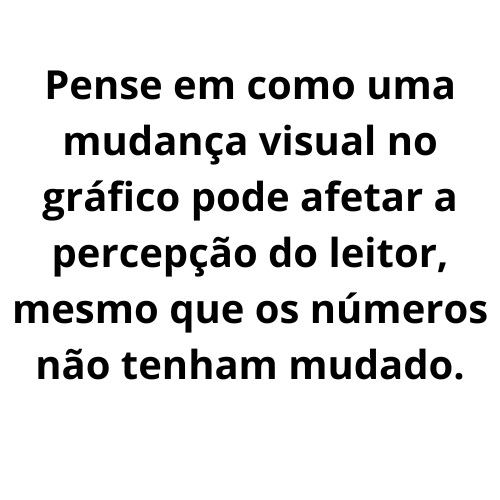 Pense em como uma
mudança visual no
gráfico pode afetar a
percepção do leitor,
mesmo que os números
não tenham mudado.